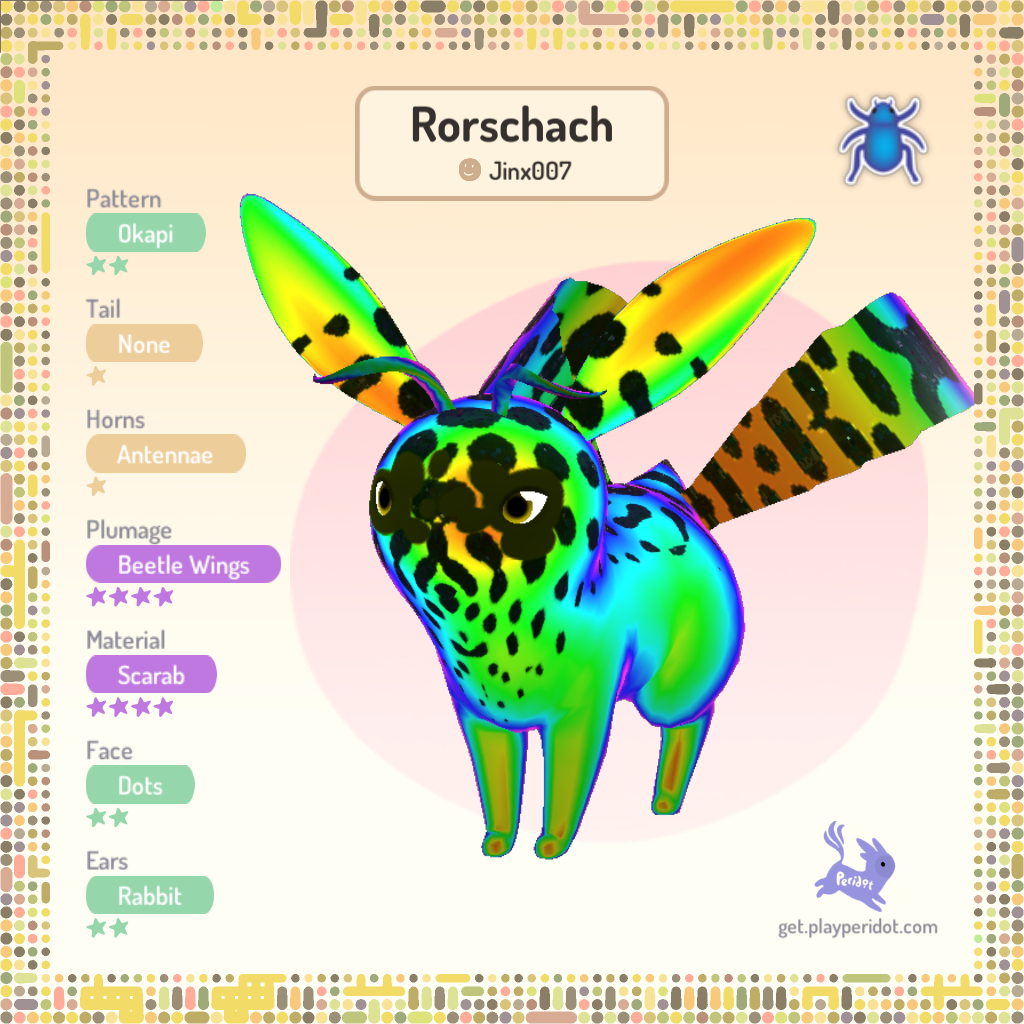 Rorschach
Jinx007
Pattern
Okapi
Tail
None
Horns
Antennae
Plumage
Beetle Wings
Material
Scarab
Face
Dots
Ears
Rabbit
Peridot
get.playperidot.com